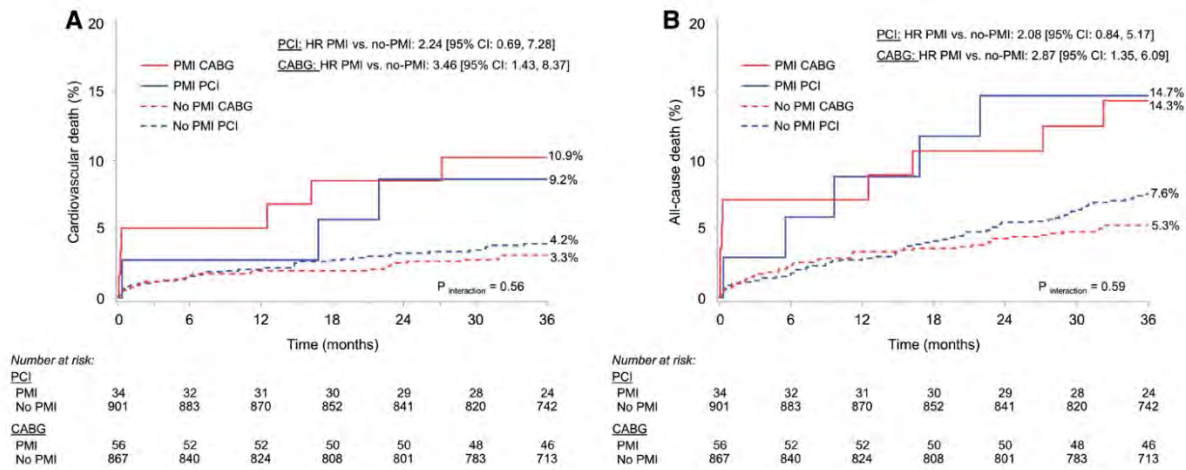 A
20
15
10
5
0
Cardiovascular death (%)
PCI: HR PMI vs. no-PMI: 2.24 [95% CI: 0.69, 7.28]
CABG: HR PMI vs. no-PMI: 3.46 [95% CI: 1.43, 8.37]
PMI CABG
PMI PCI
No PMI CABG
No PMI PCI
10.9%
9.2%
4.2%
3.3%
P interaction = 0.56
0 6 12 18 24 30 36
Time (months)
Number at risk:
PCI
PMI 34 32 31 30 29 28 24
No PMI 901 883 870 852 841 820 742
CABG
PMI 56 52 52 50 50 48 46
No PMI 867 840 824 808 801 783 713
B
20
15
10
5
0
All-cause death (%)
PCI: HR PMI vs. no-PMI: 2.08 [95% CI: 0.84, 5.17]
CABG: HR PMI vs. no-PMI: 2.87 [95% CI: 1.35, 6.09]
PMI CABG
PMI PCI
No PMI CABG
No PMI PCI
14.7%
14.3%
7.6%
5.3%
P interaction = 0.59
0 6 12 18 24 30 36
Time (months)
Number at risk:
PCI
PMI 34 32 31 30 29 28 24
No PMI 901 883 870 852 841 820 742
CABG
PMI 56 52 52 50 50 48 46
No PMI 867 840 824 808 801 783 713